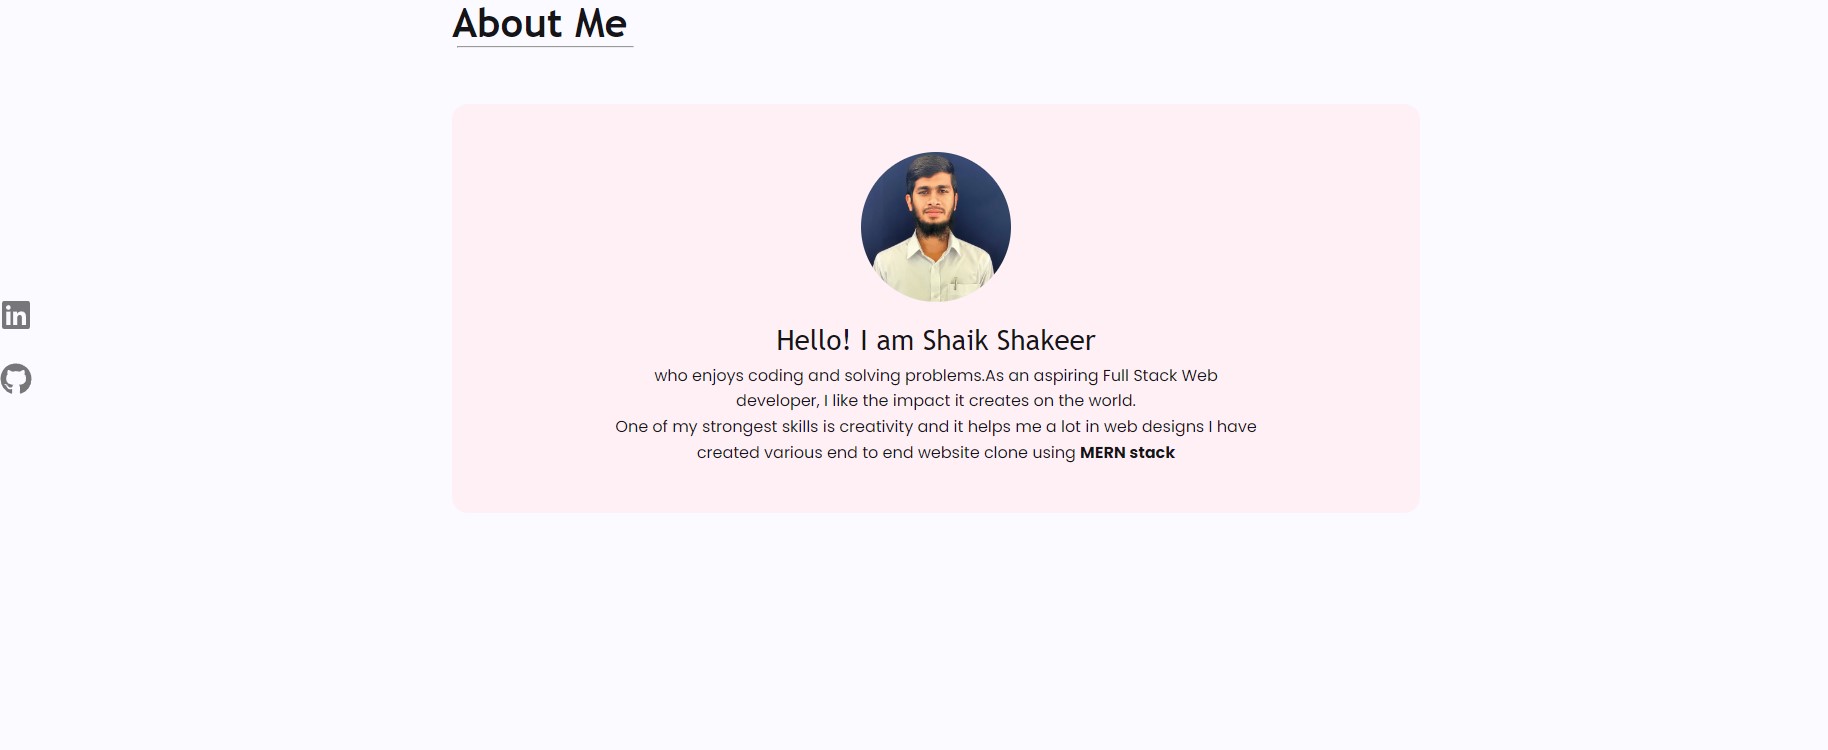 About Me
Hello! I am Shaik Shakeer
who enjoys coding and solving problems.As an aspiring Full Stack Web
developer, I like the impact it creates on the world.
One of my strongest skills is creativity and it helps me a lot in web designs I have
created various end to end website clone using MERN stack
in